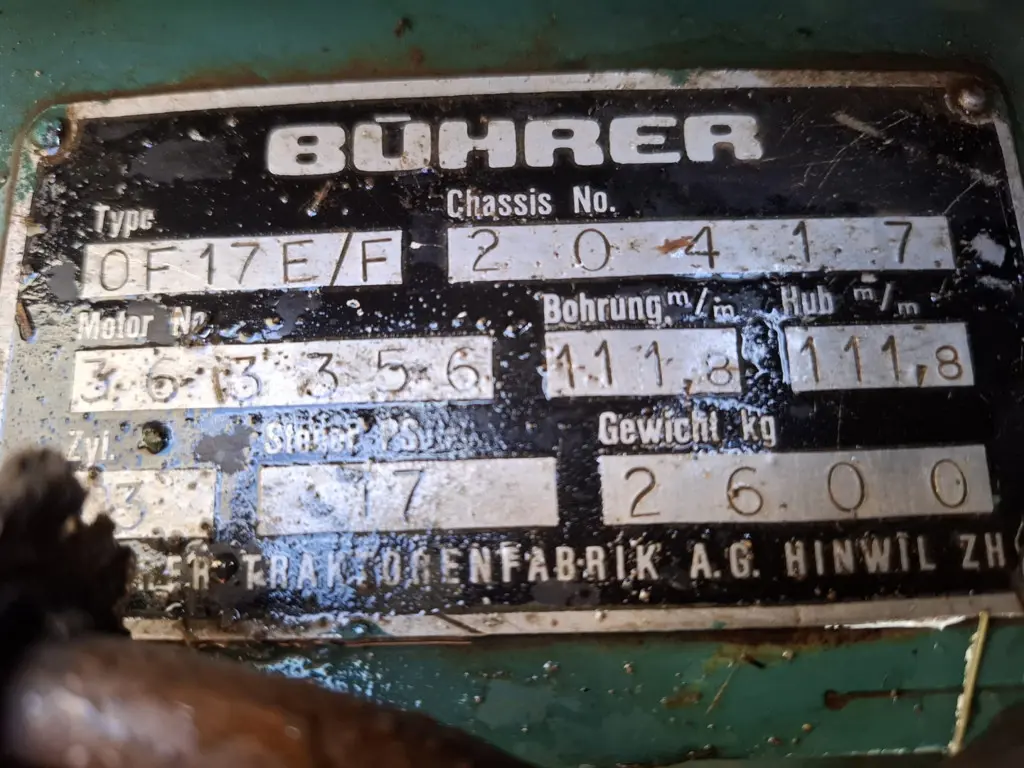 BÜHRER
Type Chassis No.
OF17E/F 20417
Motor No. Bohrung m/m Hub m/m
363356 111,8 111,8
Zyl. Steuer PS Gewicht kg
3 17 2600
TRAKTORENFABRIK A.G. HINWIL ZH